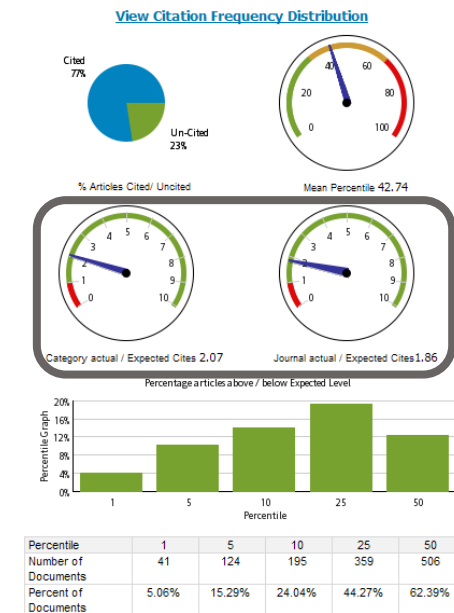 View Citation Frequency Distribution
Cited
77%
Un-Cited
23%
% Articles Cited/ Uncited
0
20
40
60
80
100
Mean Percentile 42.74
0
1
2
3
4
5
6
7
8
9
10
Category actual / Expected Cites 2.07
0
1
2
3
4
5
6
7
8
9
10
Journal actual / Expected Cites1.86
Percentage articles above / below Expected Level
Percentile Graph
20%
16%
12%
8%
4%
0%
1 5 10 25 50
Percentile
Percentile 1 5 10 25 50
Number of Documents 41 124 195 359 506
Percent of Documents 5.06% 15.29% 24.04% 44.27% 62.39%